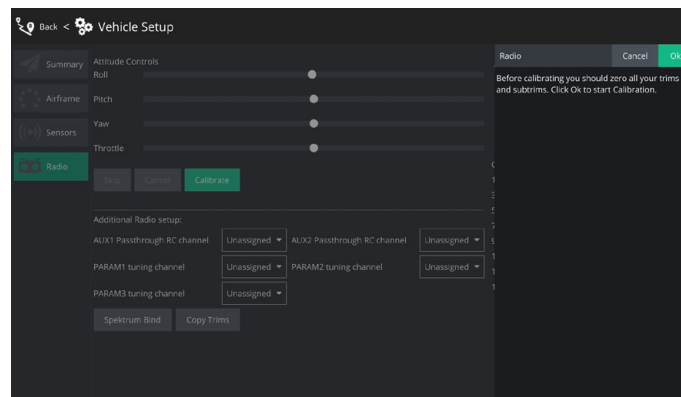 Back < Vehicle Setup
Summary
Airframe
Sensors
Radio
Attitude Controls
Roll
Pitch
Yaw
Throttle
Skip Cancel Calibrate
Additional Radio setup:
AUX1 Passthrough RC channel Unassigned AUX2 Passthrough RC channel Unassigned
PARAM1 tuning channel Unassigned PARAM2 tuning channel Unassigned
PARAM3 tuning channel Unassigned
Spektrum Bind Copy Trims
Radio Cancel Ok
Before calibrating you should zero all your trims
and subtrims. Click Ok to start Calibration.